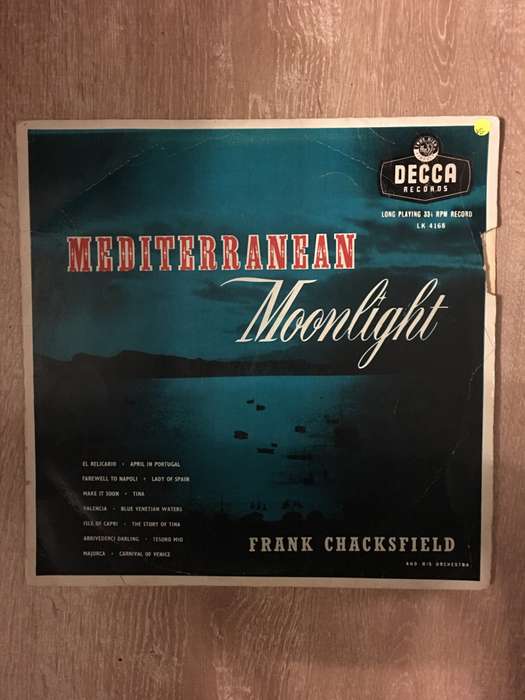 DECCA
RECORDS
LONG PLAYING 33⅓ RPM RECORD
LK 4168
MEDITERRANEAN
Moonlight
EL RELICARIO • APRIL IN PORTUGAL
FAREWELL TO NAPOLI • LADY OF SPAIN
MAKE IT SOON • TINA
VALENCIA • BLUE VENETIAN WATERS
ISLE OF CAPRI • THE STORY OF TINA
ARRIVEDERCI DARLING • TESORO MIO
MAJORCA • CARNIVAL OF VENICE
FRANK CHACKSFIELD
AND HIS ORCHESTRA